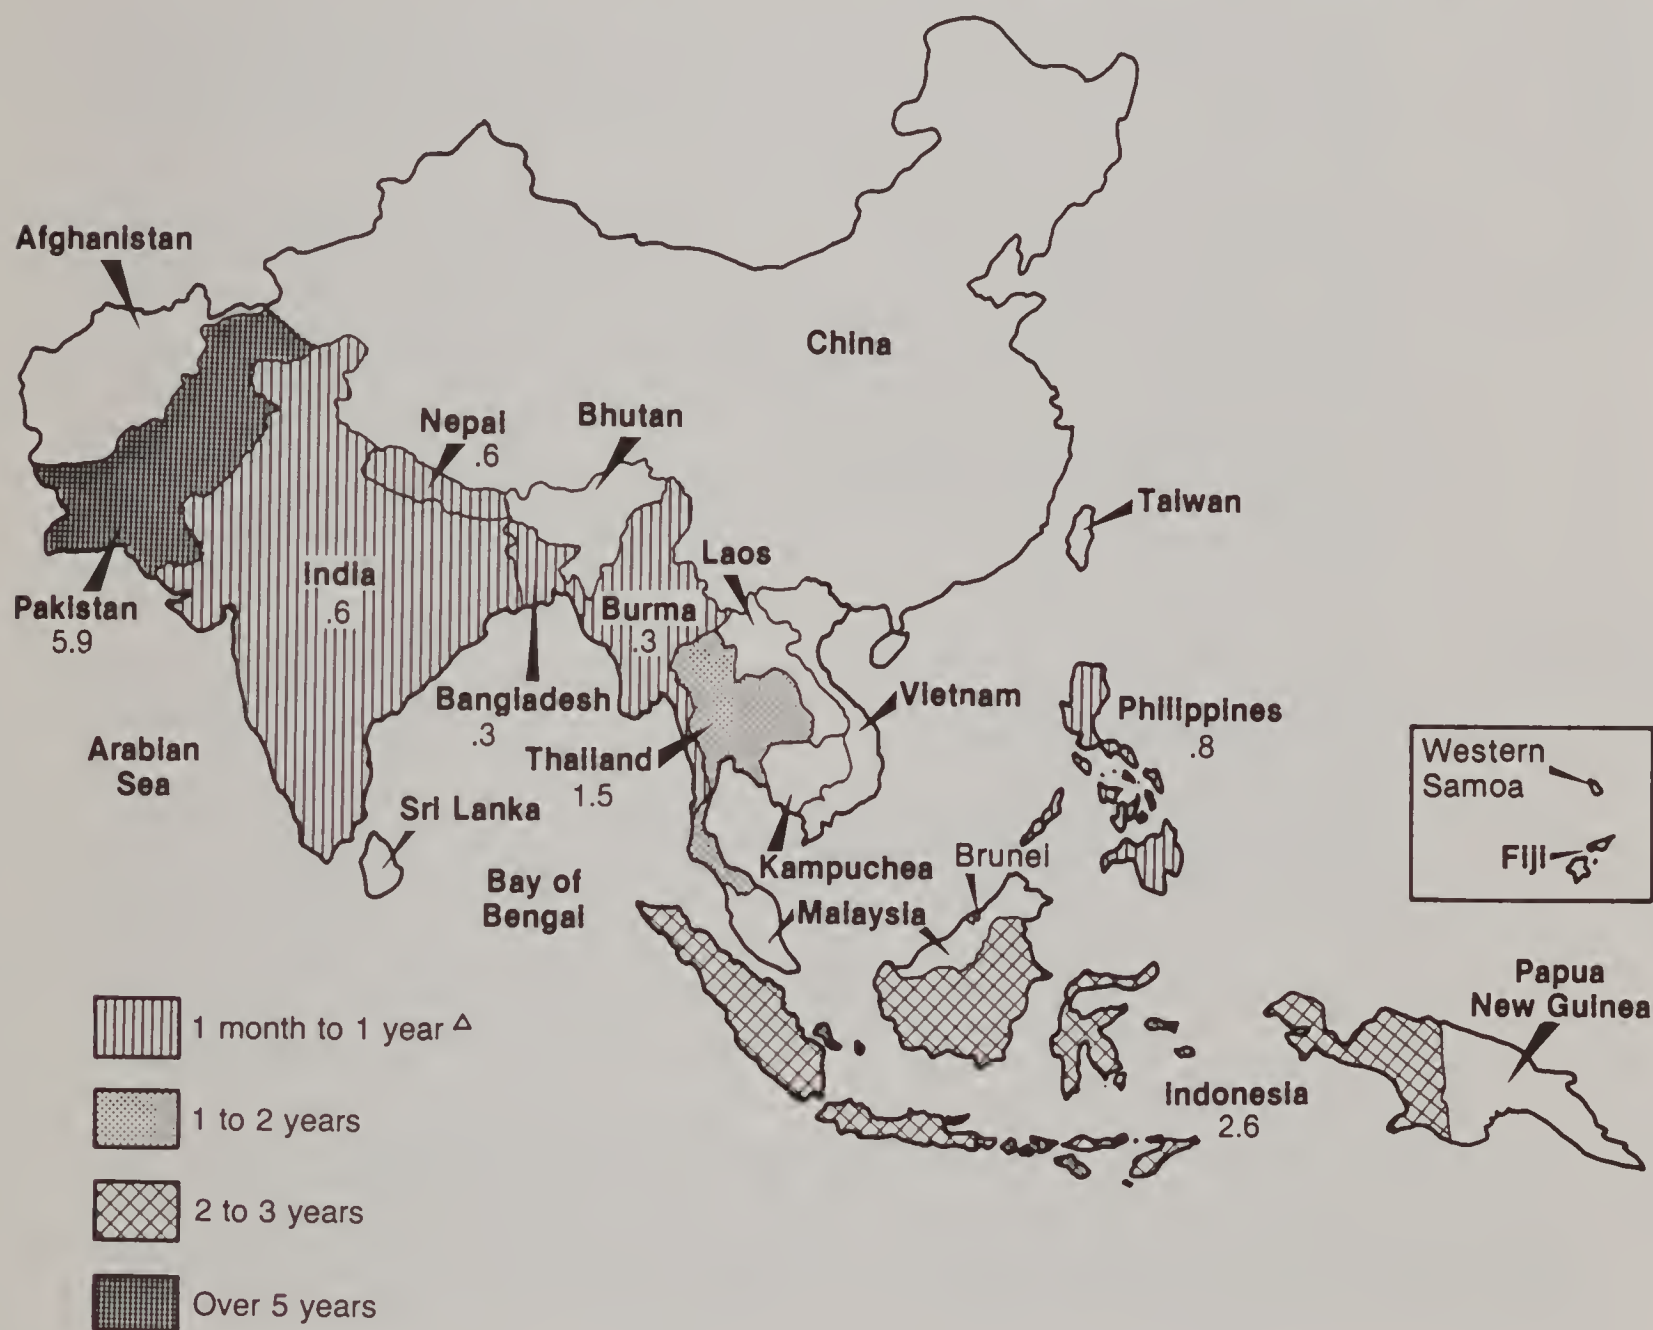 Afghanistan
China
Nepal
.6
Bhutan
Taiwan
Laos
India
.6
Pakistan
5.9
Burma
.3
Bangladesh
.3
Vietnam
Philippines
.8
Arabian
Sea
Thailand
1.5
Western
Samoa
Sri Lanka
Kampuchea
Brunei
Fiji
Bay of
Bengal
Malaysia
Papua
New Guinea
1 month to 1 year Δ
Indonesia
2.6
1 to 2 years
2 to 3 years
Over 5 years